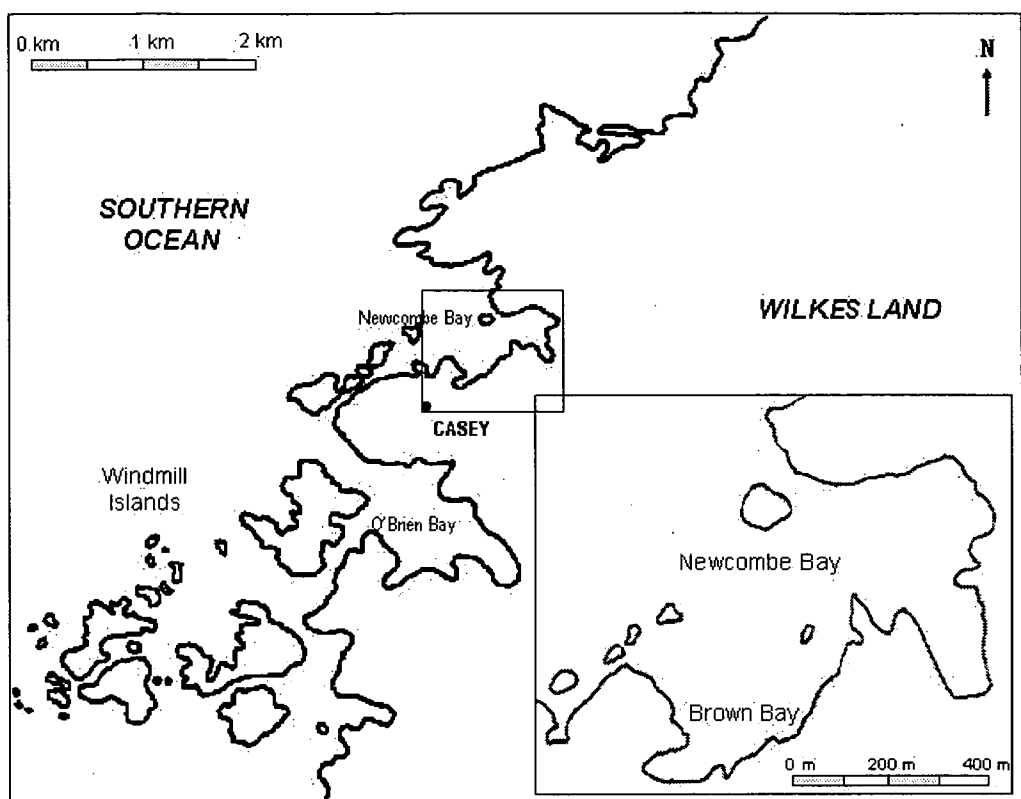 0 km 1 km 2 km
N
SOUTHERN
OCEAN
WILKES LAND
Newcombe Bay
CASEY
Windmill
Islands
O'Brien Bay
Newcombe Bay
Brown Bay
0 m 200 m 400 m